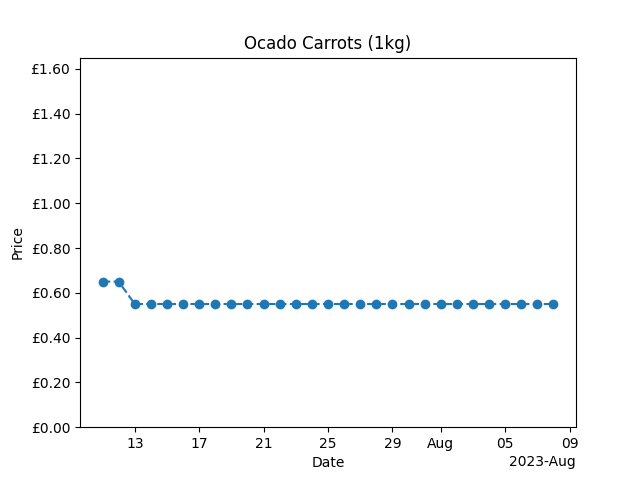 Ocado Carrots (1kg)
£1.60
£1.40
£1.20
£1.00
£0.80
£0.60
£0.40
£0.20
£0.00
Price
13 17 21 25 29 Aug 05 09
Date
2023-Aug